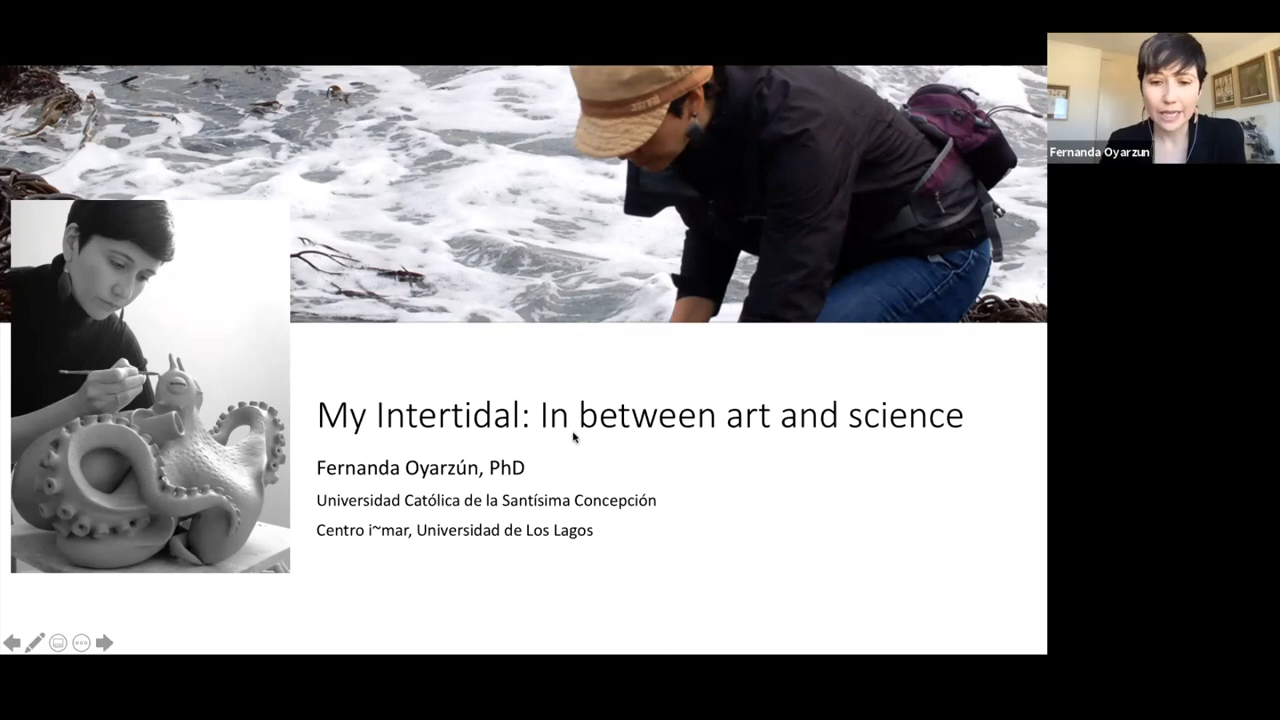 Fernanda Oyarzun
My Intertidal: In between art and science
Fernanda Oyarzún, PhD
Universidad Católica de la Santísima Concepción
Centro i~mar, Universidad de Los Lagos